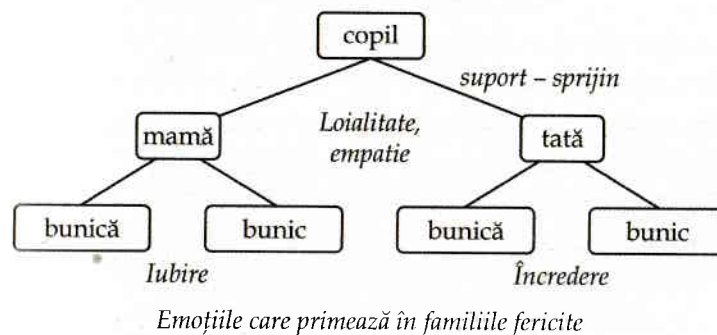 copil
suport – sprijin
mamă
Loialitate,
empatie
tată
bunică
bunic
bunică
bunic
Iubire
Încredere
Emoțiile care primează în familiile fericite